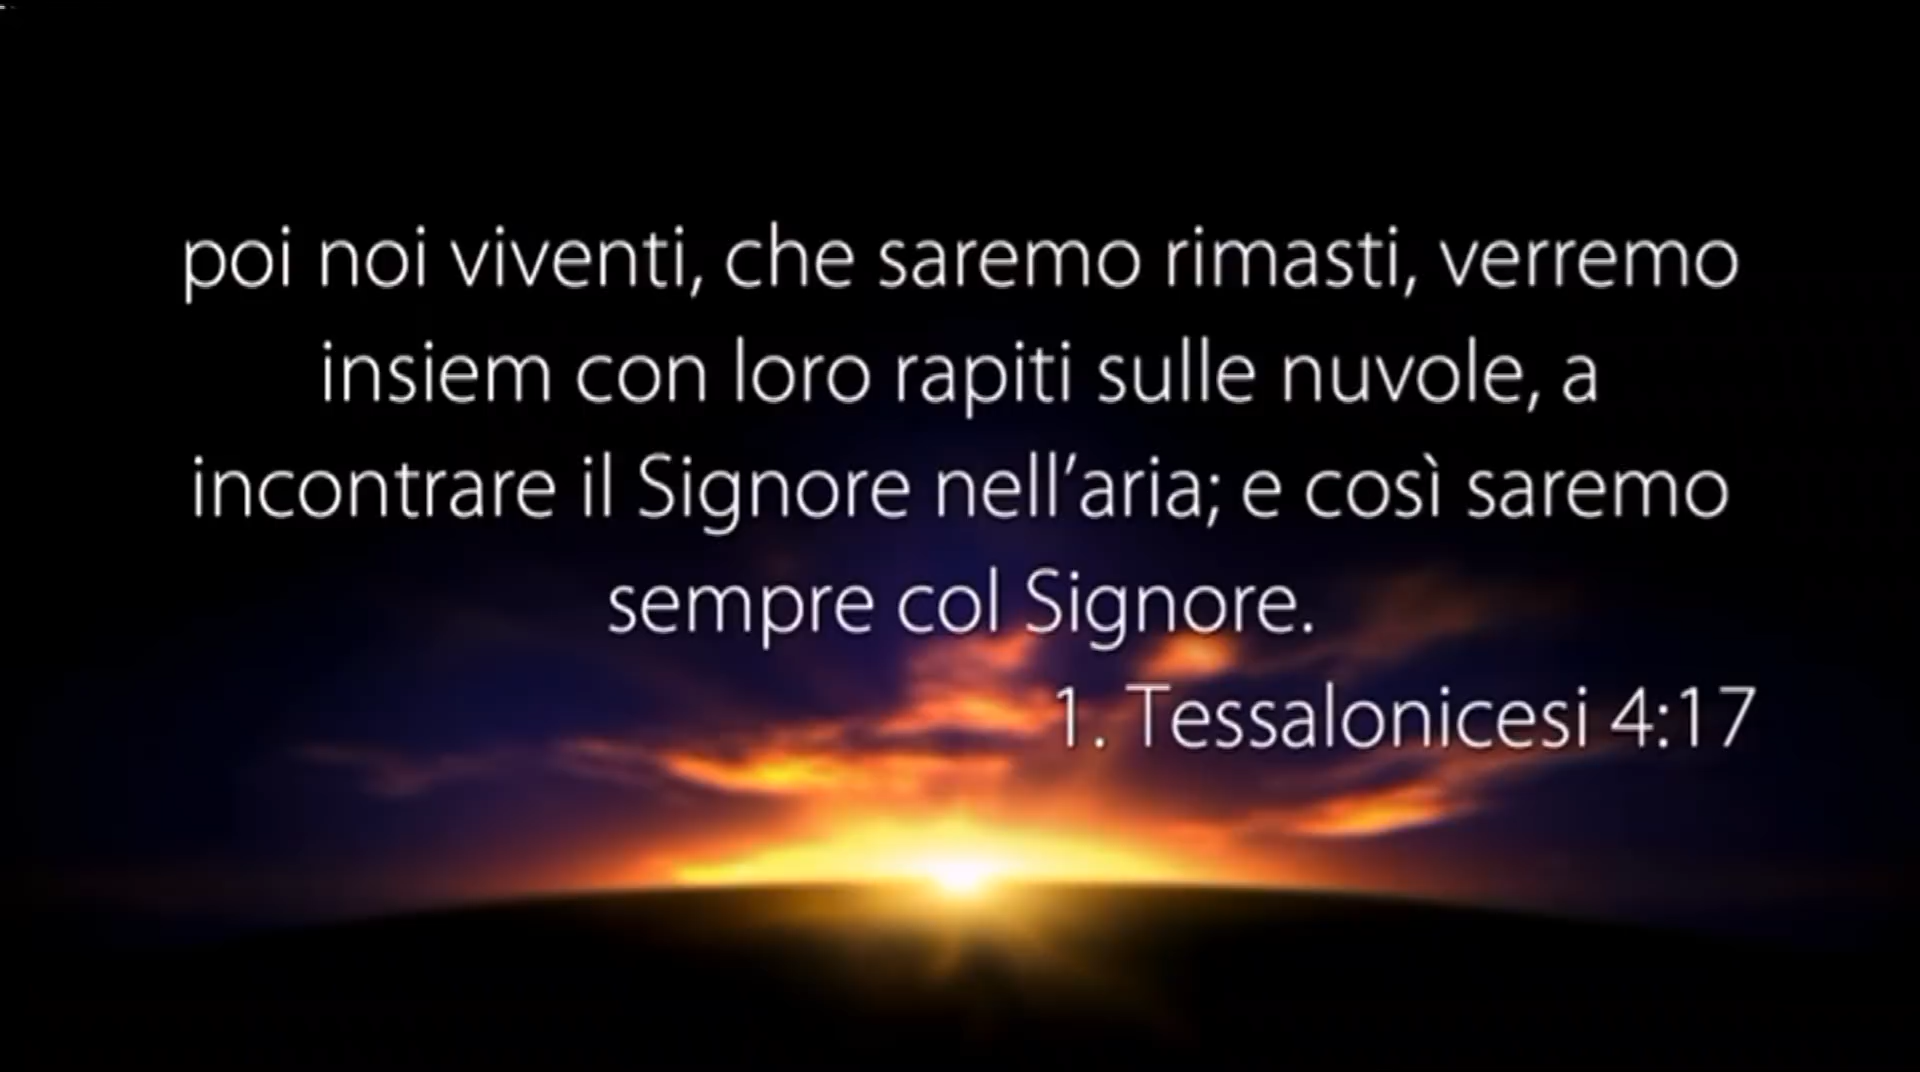 poi noi viventi, che saremo rimasti, verremo
insiem con loro rapiti sulle nuvole, a
incontrare il Signore nell’aria; e così saremo
sempre col Signore.
1. Tessalonicesi 4:17